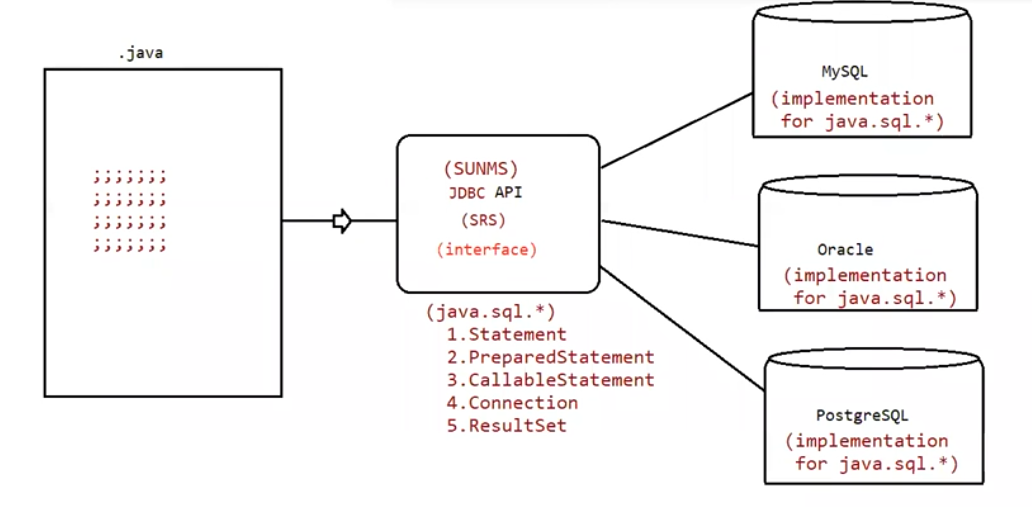 .java
;;;;;;;
;;;;;;;
;;;;;;;
;;;;;;;
(SUNMS)
JDBC API
(SRS)
(interface)
(java.sql.*)
1.Statement
2.PreparedStatement
3.CallableStatement
4.Connection
5.ResultSet
MySQL
(implementation
for java.sql.*)
Oracle
(implementation
for java.sql.*)
PostgreSQL
(implementation
for java.sql.*)